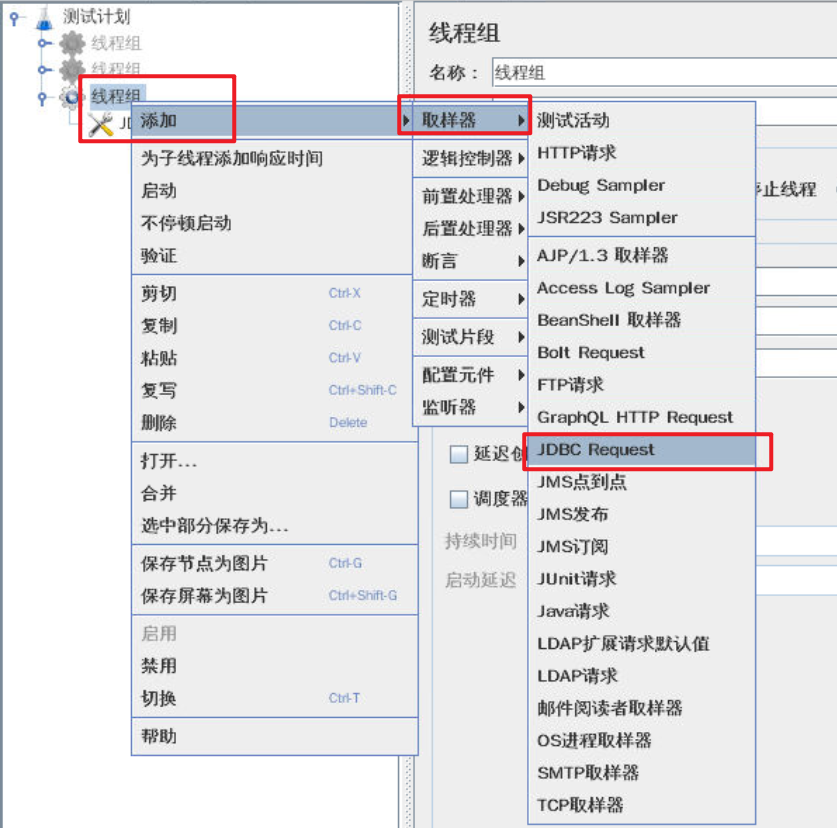 测试计划
线程组
线程组
线程组
添加
为子线程添加响应时间
启动
不停顿启动
验证
剪切 Ctrl-X
复制 Ctrl-C
粘贴 Ctrl-V
复写 Ctrl+Shift-C
删除 Delete
打开...
合并
选中部分保存为...
保存节点为图片 Ctrl-G
保存屏幕为图片 Ctrl+Shift-G
启用
禁用
切换 Ctrl-T
帮助
取样器
逻辑控制器
前置处理器
后置处理器
断言
定时器
测试片段
配置元件
监听器
测试活动
HTTP请求
Debug Sampler
JSR223 Sampler
AJP/1.3 取样器
Access Log Sampler
BeanShell 取样器
Bolt Request
FTP请求
GraphQL HTTP Request
JDBC Request
JMS点到点
JMS发布
JMS订阅
JUnit请求
Java请求
LDAP扩展请求默认值
LDAP请求
邮件阅读者取样器
OS进程取样器
SMTP取样器
TCP取样器
线程组
名称： 线程组
停止线程
延迟创
调度器
持续时间
启动延迟